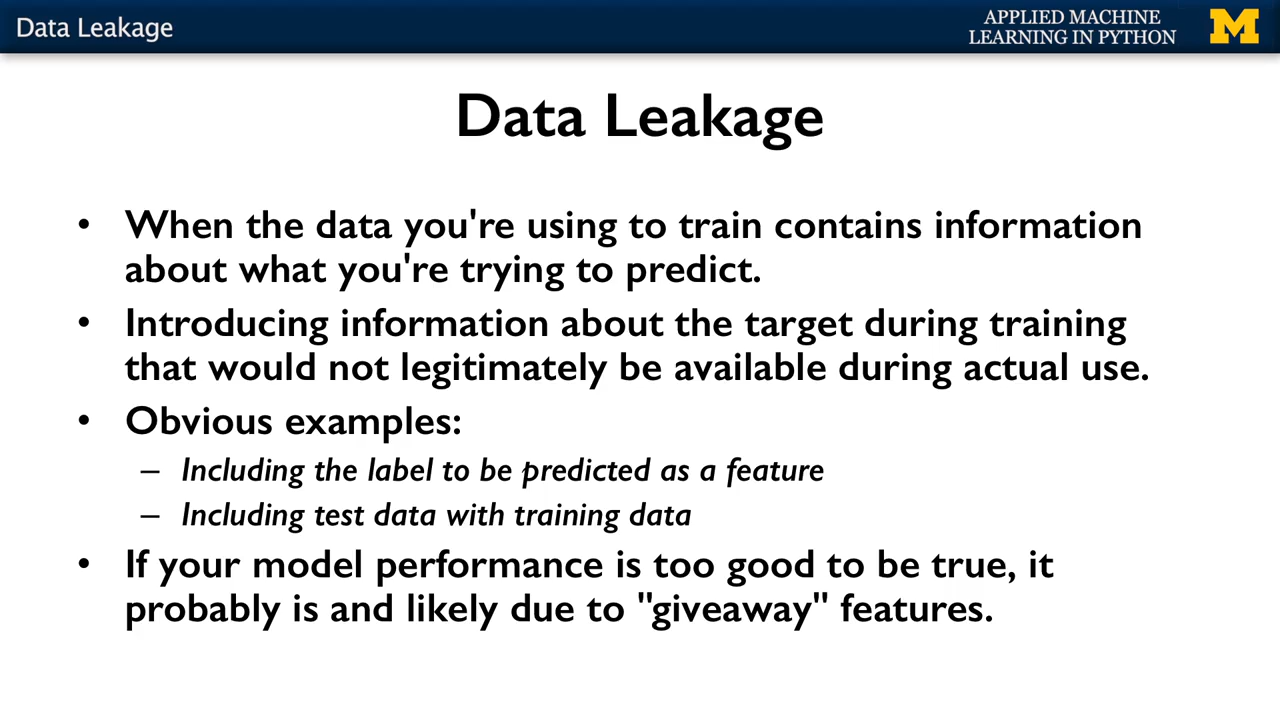 Data Leakage
APPLIED MACHINE
LEARNING IN PYTHON
M
Data Leakage
• When the data you're using to train contains information
about what you're trying to predict.
• Introducing information about the target during training
that would not legitimately be available during actual use.
• Obvious examples:
– Including the label to be predicted as a feature
– Including test data with training data
• If your model performance is too good to be true, it
probably is and likely due to "giveaway" features.